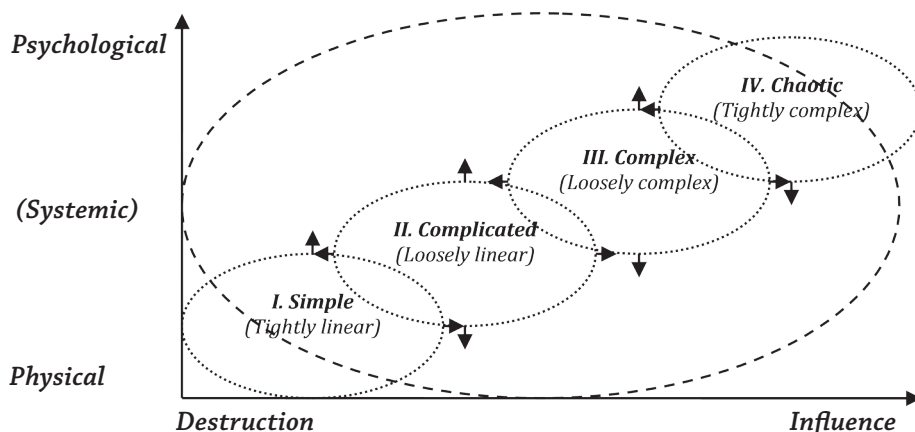 Psychological
IV. Chaotic
(Tightly complex)
III. Complex
(Loosely complex)
(Systemic)
II. Complicated
(Loosely linear)
I. Simple
(Tightly linear)
Physical
Destruction
Influence